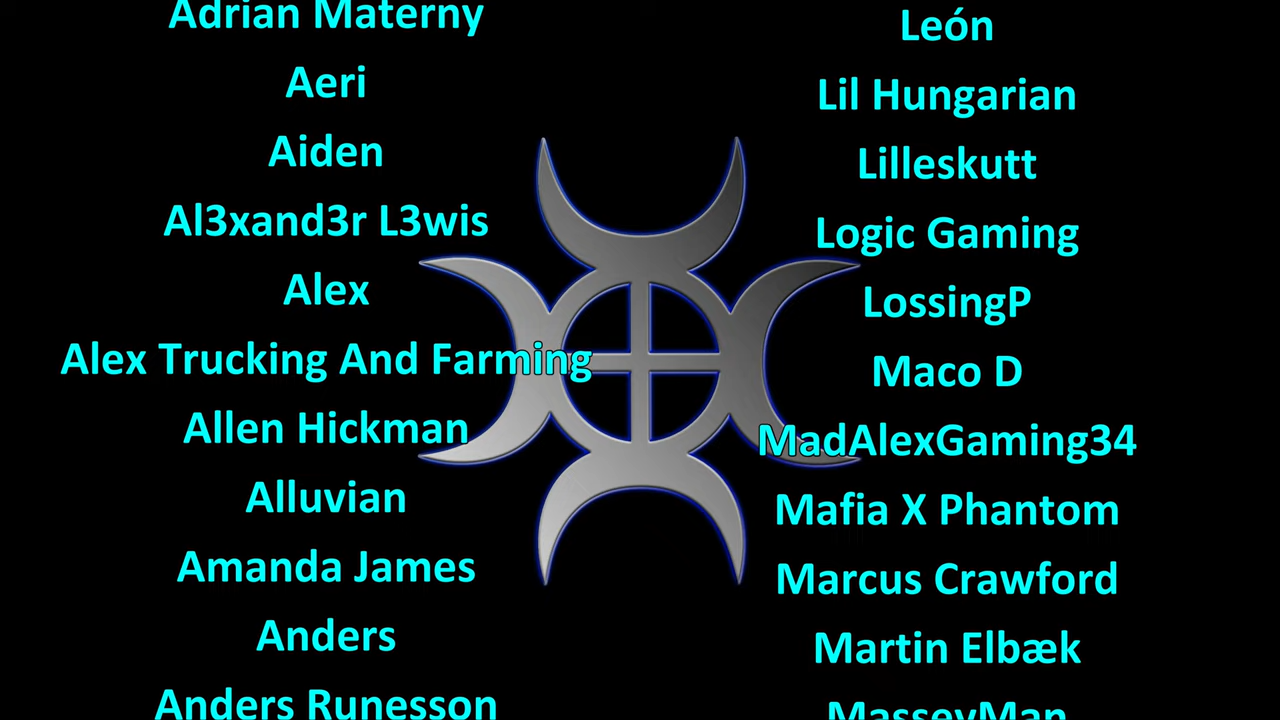 Adrian Materny
Aeri
Aiden
Al3xand3r L3wis
Alex
Alex Trucking And Farming
Allen Hickman
Alluvian
Amanda James
Anders
Anders Runesson
León
Lil Hungarian
Lilleskutt
Logic Gaming
LossingP
Maco D
MadAlexGaming34
Mafia X Phantom
Marcus Crawford
Martin Elbæk
MasseyMan